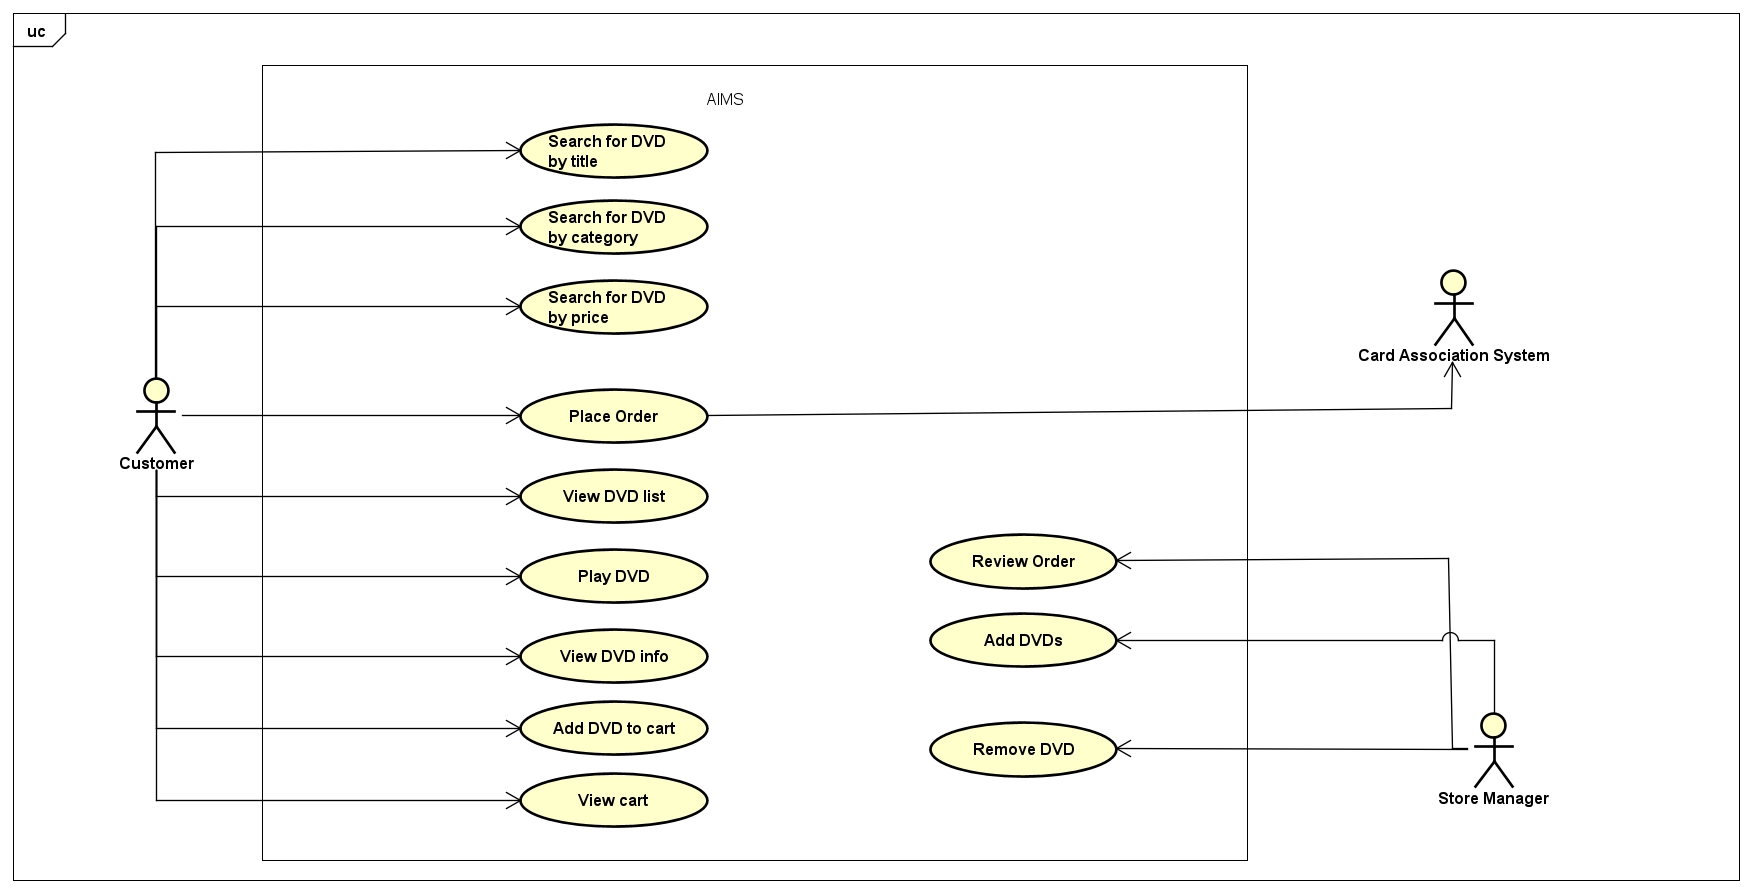 uc
AIMS
Search for DVD
by title
Search for DVD
by category
Search for DVD
by price
Card Association System
Place Order
Customer
View DVD list
Review Order
Play DVD
Add DVDs
View DVD info
Add DVD to cart
Remove DVD
Store Manager
View cart